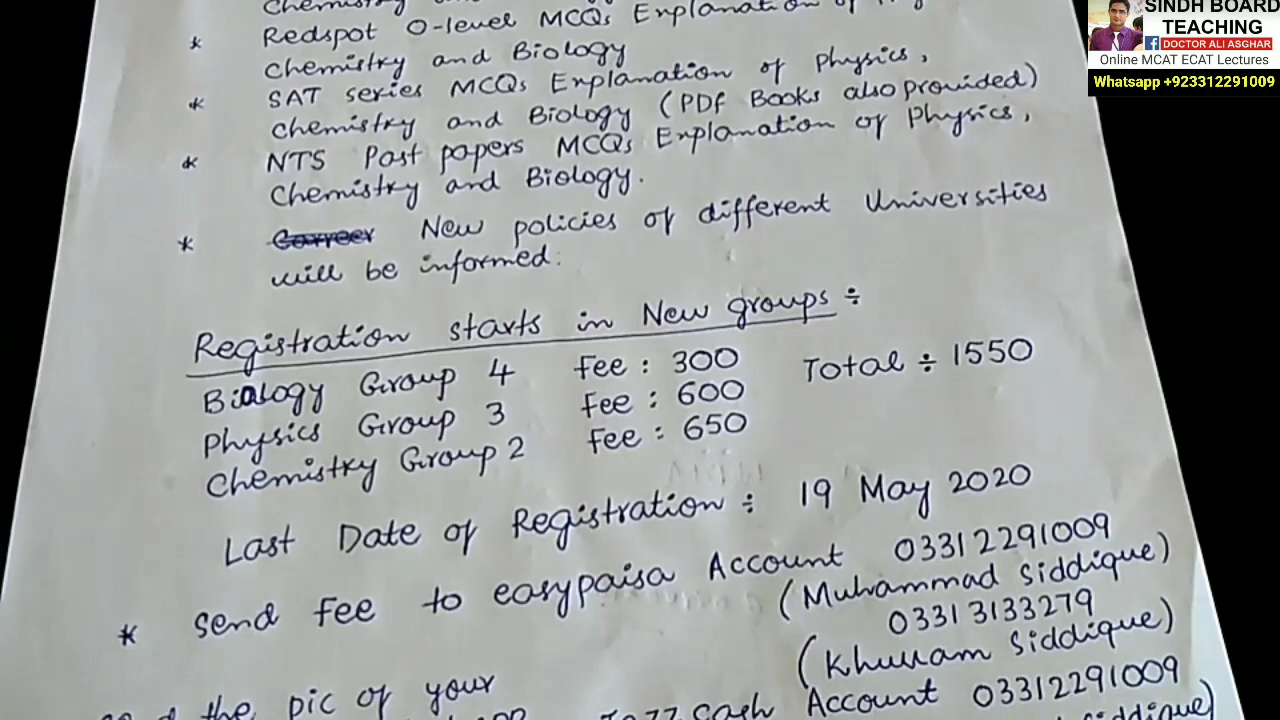 Chemistry
* Redspot O-level MCQs Explanation of
Chemistry and Biology
* SAT series MCQs Explanation of physics,
Chemistry and Biology (PDF Books also provided)
* NTS Past papers MCQs Explanation of Physics,
Chemistry and Biology.
* Carreer New policies of different Universities
will be informed.
Registration starts in New groups ÷
Biology Group 4 Fee : 300 Total ÷ 1550
Physics Group 3 Fee : 600
Chemistry Group 2 Fee : 650
Last Date of Registration ÷ 19 May 2020
* Send Fee to easypaisa Account 03312291009
(Muhammad Siddique)
03313133279
(Khurram Siddique)
the pic of your
Jazz cash Account 03312291009
Siddique)
SINDH BOARD
TEACHING
f DOCTOR ALI ASGHAR
Online MCAT ECAT Lectures
Whatsapp +923312291009